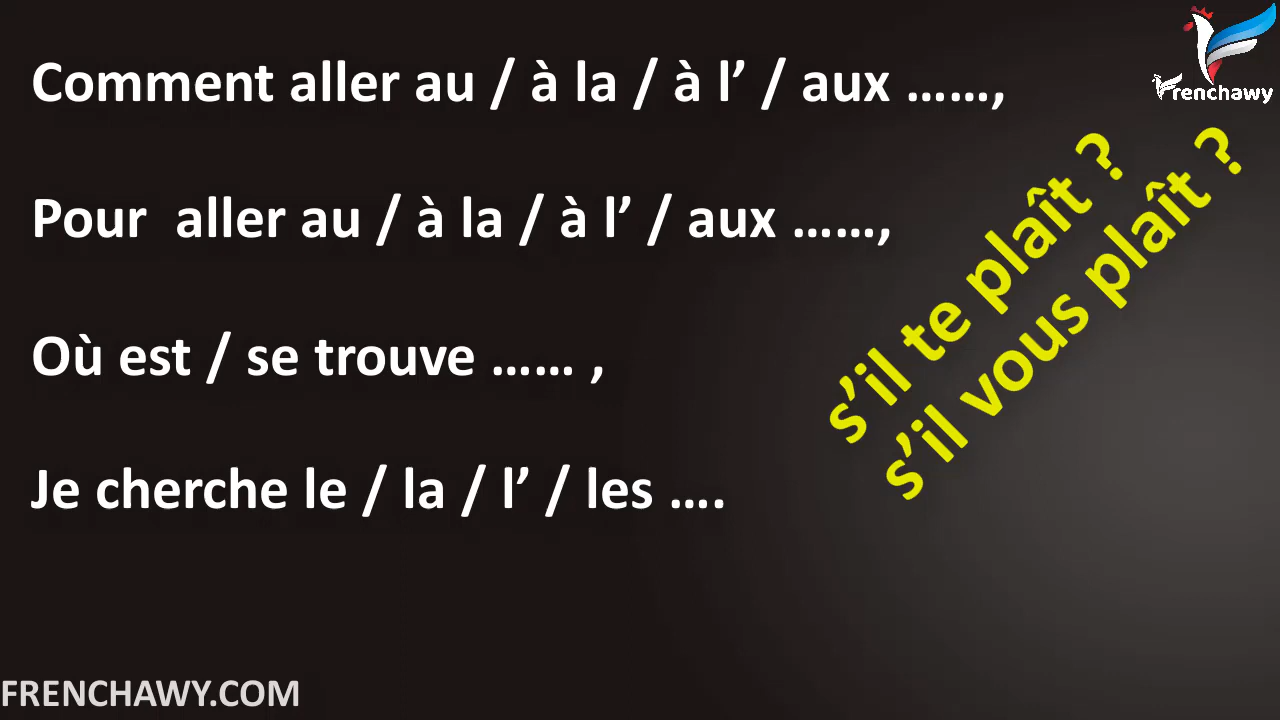 Frenchawy
Comment aller au / à la / à l’ / aux ……,
Pour  aller au / à la / à l’ / aux ……,
Où est / se trouve …… ,
Je cherche le / la / l’ / les ….
s’il te plaît ?
s’il vous plaît ?
FRENCHAWY.COM